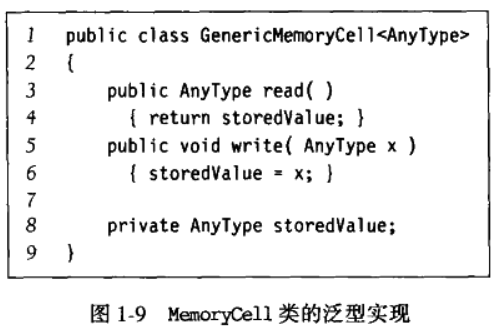 1 public class GenericMemoryCell<AnyType>
2 {
3 public AnyType read( )
4 { return storedValue; }
5 public void write( AnyType x )
6 { storedValue = x; }
7
8 private AnyType storedValue;
9 }
图 1-9 MemoryCell 类的泛型实现